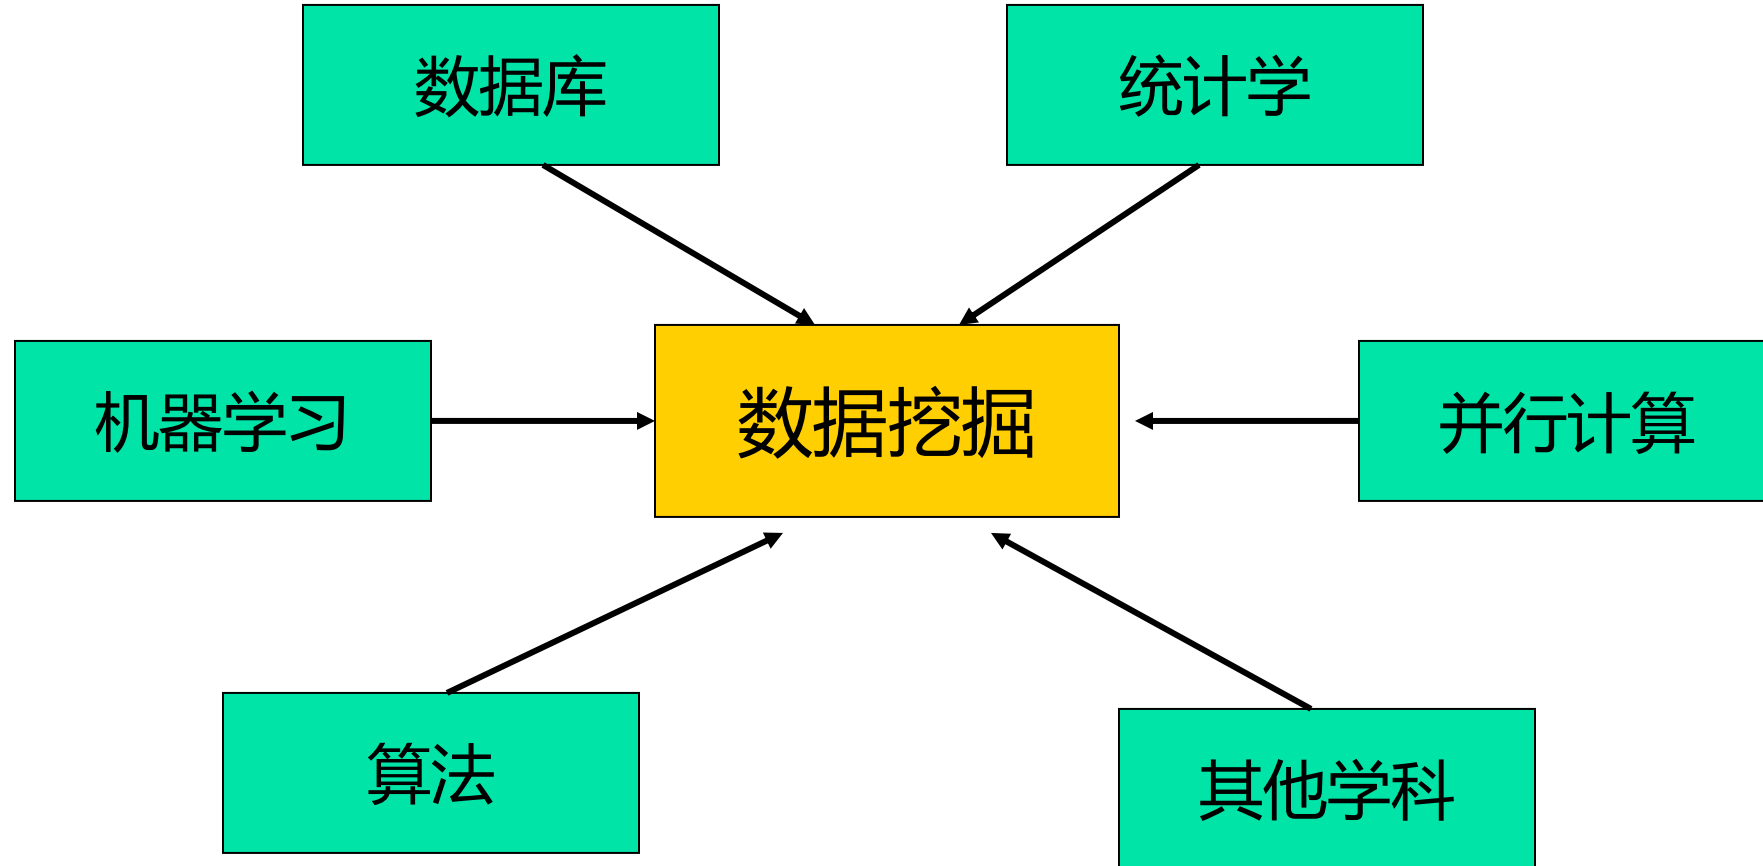 数据库
统计学
机器学习
数据挖掘
并行计算
算法
其他学科